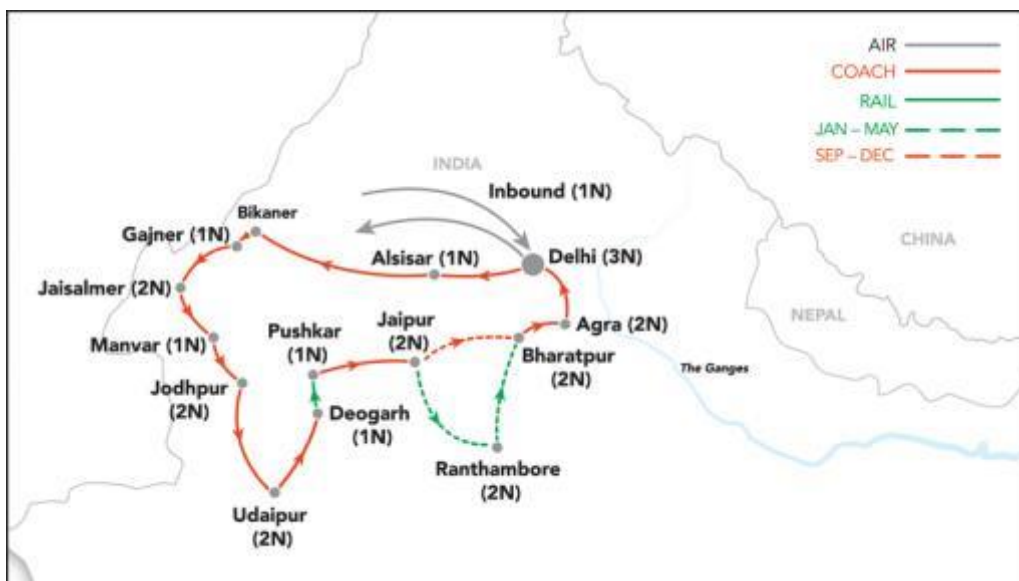 AIR
COACH
RAIL
JAN – MAY
SEP – DEC
INDIA
Inbound (1N)
CHINA
Bikaner
Gajner (1N)
Alsisar (1N)
Delhi (3N)
Jaisalmer (2N)
NEPAL
Manvar (1N)
Pushkar
(1N)
Jaipur
(2N)
Agra (2N)
Bharatpur
(2N)
The Ganges
Jodhpur
(2N)
Deogarh
(1N)
Ranthambore
(2N)
Udaipur
(2N)